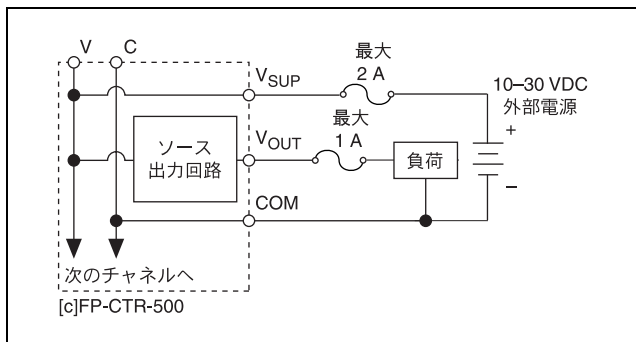 V
C
VSUP
最大
2 A
10–30 VDC
外部電源
+
ソース
出力回路
VOUT
最大
1 A
負荷
–
COM
次のチャネルへ
[c]FP-CTR-500